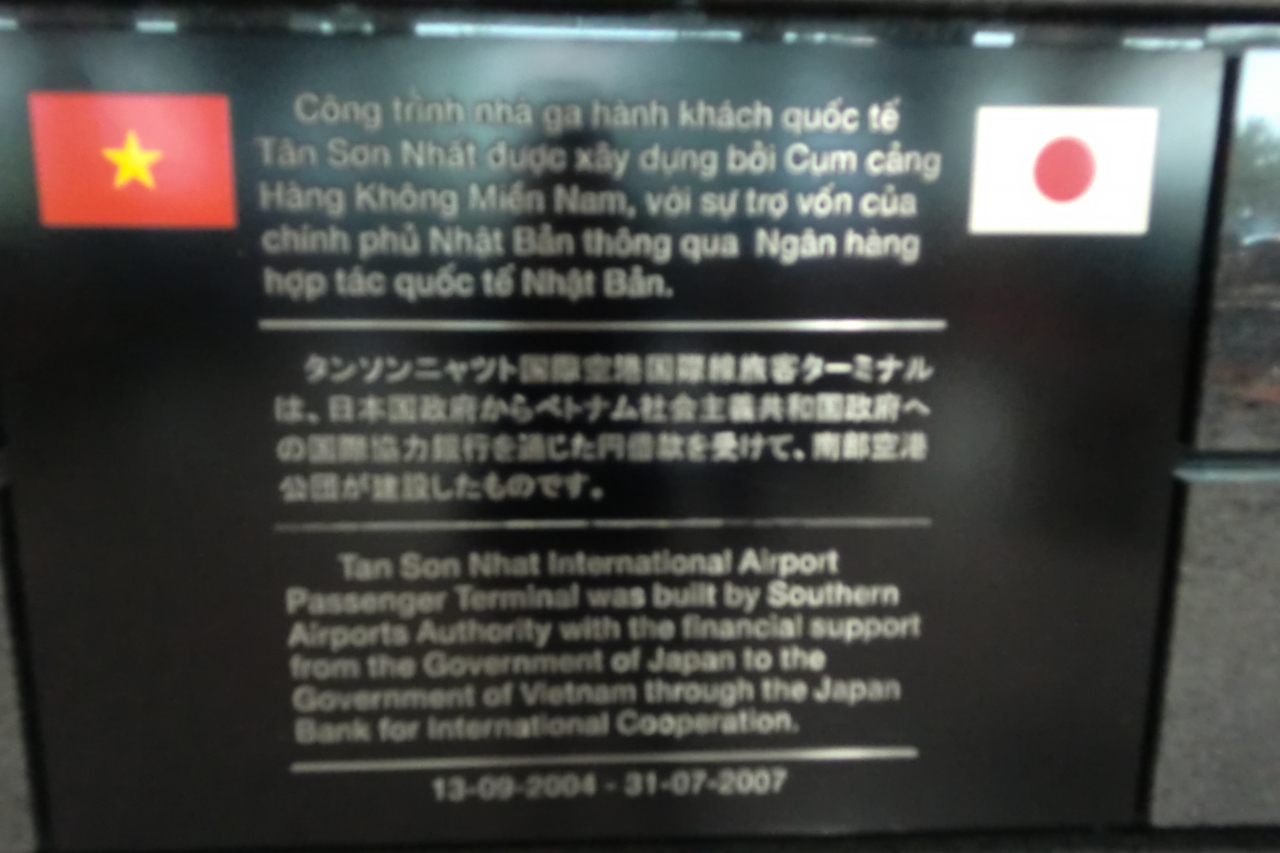 Công trình nhà ga hành khách quốc tế
Tân Sơn Nhất được xây dựng bởi Cụm cảng
Hàng Không Miền Nam, với sự trợ vốn của
chính phủ Nhật Bản thông qua Ngân hàng
hợp tác quốc tế Nhật Bản.
タンソンニャット国際空港国際線旅客ターミナル
は、日本国政府からベトナム社会主義共和国政府へ
の国際協力銀行を通じた円借款を受けて、南部空港
公団が建設したものです。
Tan Son Nhat International Airport
Passenger Terminal was built by Southern
Airports Authority with the financial support
from the Government of Japan to the
Government of Vietnam through the Japan
Bank for International Cooperation.
13-09-2004 - 31-07-2007